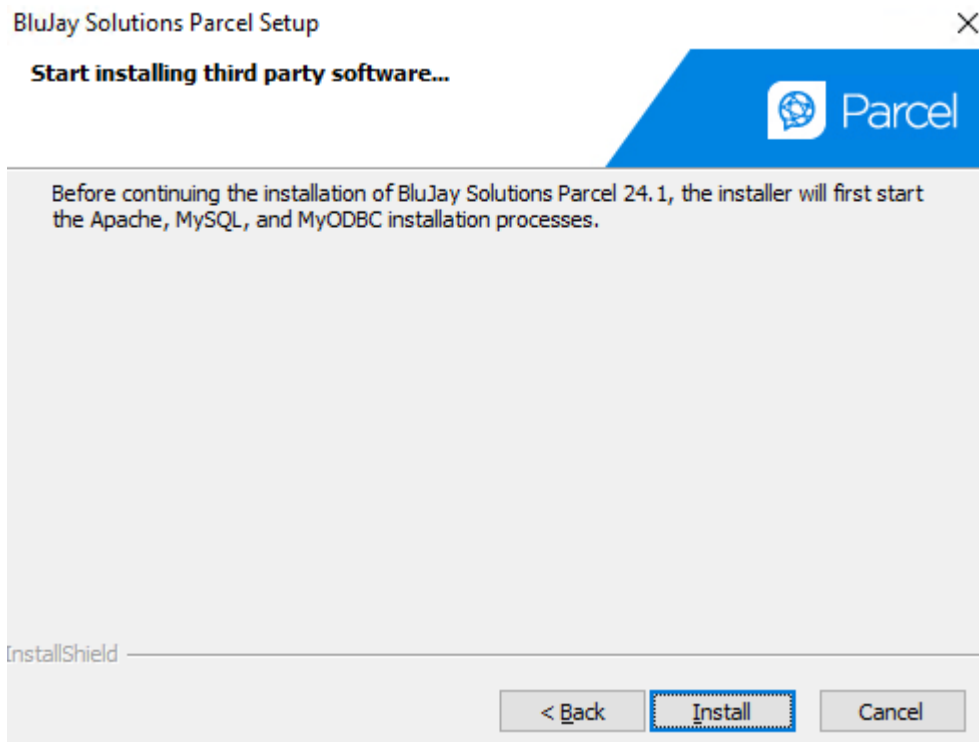 BluJay Solutions Parcel Setup
Start installing third party software...
Parcel
Before continuing the installation of BluJay Solutions Parcel 24.1, the installer will first start
the Apache, MySQL, and MyODBC installation processes.
InstallShield
< Back
Install
Cancel